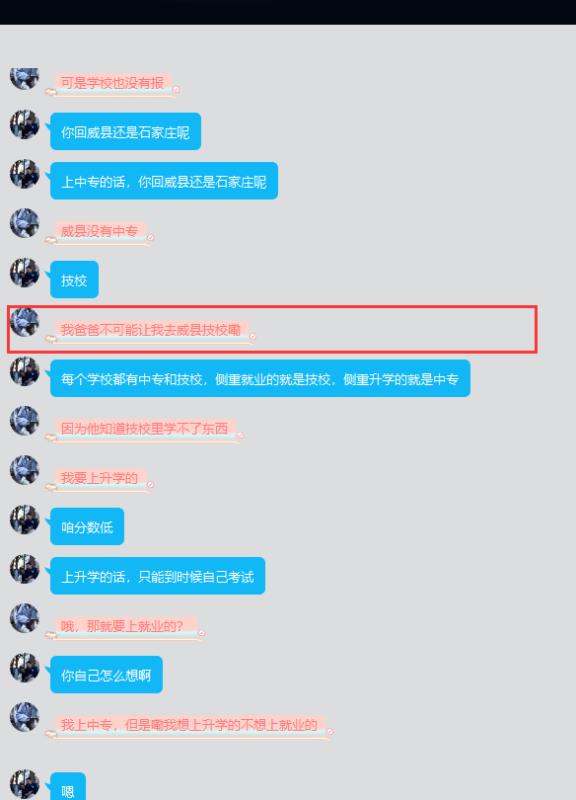 可是学校也没有报
你回威县还是石家庄呢
上中专的话，你回威县还是石家庄呢
威县没有中专
技校
我爸爸不可能让我去威县技校嘞
每个学校都有中专和技校，侧重就业的就是技校，侧重升学的就是中专
因为他知道技校里学不了东西
我要上升学的
咱分数低
上升学的话，只能到时候自己考试
哦，那就要上就业的？
你自己怎么想啊
我上中专，但是嘞我想上升学的不想上就业的
嗯